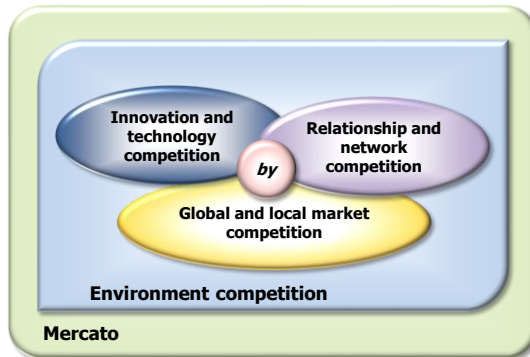 Innovation and
technology
competition
Relationship and
network
competition
by
Global and local market
competition
Environment competition
Mercato